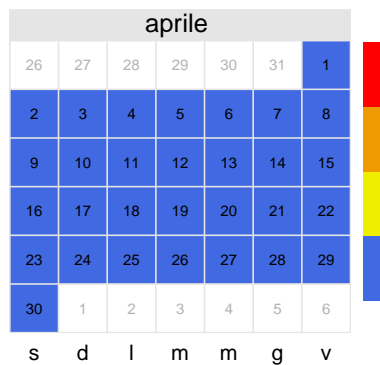 aprile
26 27 28 29 30 31 1
2 3 4 5 6 7 8
9 10 11 12 13 14 15
16 17 18 19 20 21 22
23 24 25 26 27 28 29
30 1 2 3 4 5 6
s d l m m g v